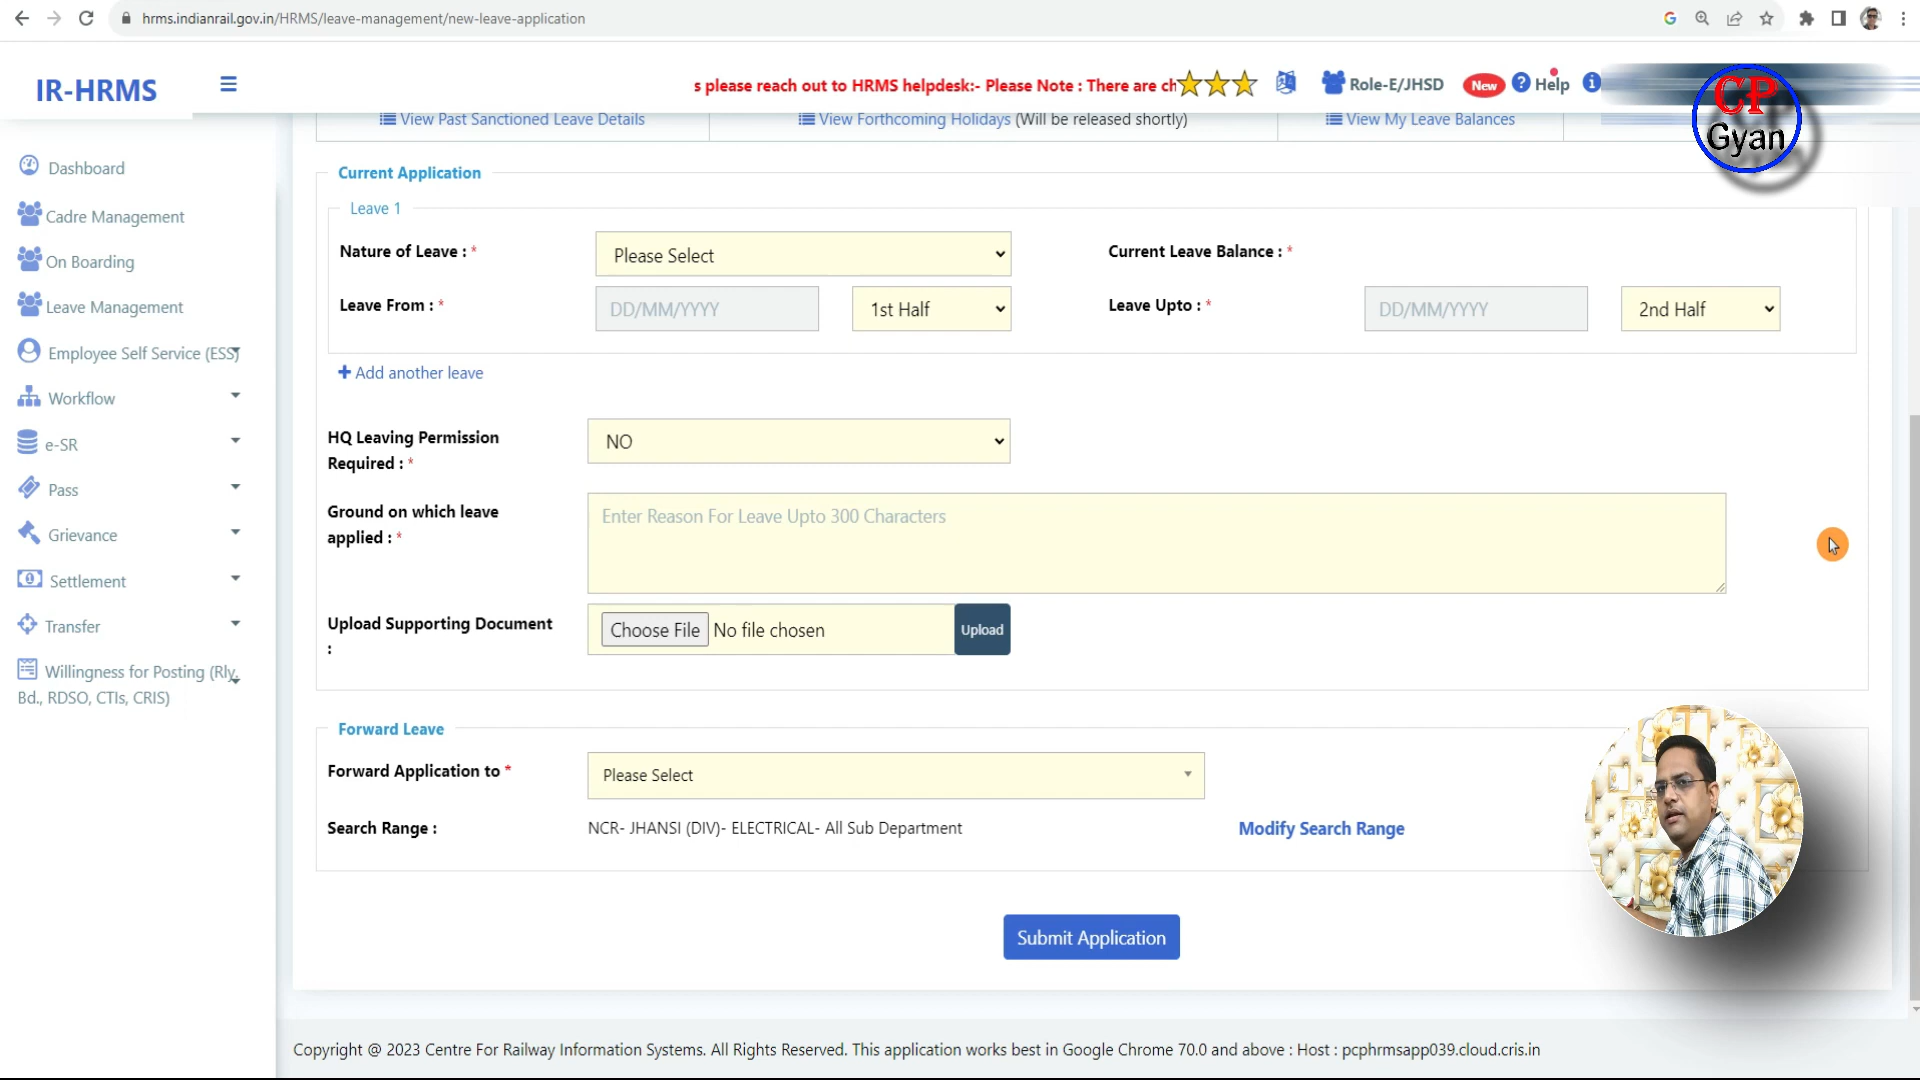 hrms.indianrail.gov.in/HRMS/leave-management/new-leave-application
IR-HRMS
s please reach out to HRMS helpdesk:- Please Note : There are ch
Role-E/JHSD
New
Help
CP
Gyan
View Past Sanctioned Leave Details
View Forthcoming Holidays (Will be released shortly)
View My Leave Balances
Dashboard
Cadre Management
On Boarding
Leave Management
Employee Self Service (ESS)
Workflow
e-SR
Pass
Grievance
Settlement
Transfer
Willingness for Posting (Rly.
Bd., RDSO, CTIs, CRIS)
Current Application
Leave 1
Nature of Leave : *
Please Select
Current Leave Balance : *
Leave From : *
DD/MM/YYYY
1st Half
Leave Upto : *
DD/MM/YYYY
2nd Half
Add another leave
HQ Leaving Permission
Required : *
NO
Ground on which leave
applied : *
Enter Reason For Leave Upto 300 Characters
Upload Supporting Document
:
Choose File No file chosen
Upload
Forward Leave
Forward Application to *
Please Select
Search Range :
NCR- JHANSI (DIV)- ELECTRICAL- All Sub Department
Modify Search Range
Submit Application
Copyright @ 2023 Centre For Railway Information Systems. All Rights Reserved. This application works best in Google Chrome 70.0 and above : Host : pcphrmsapp039.cloud.cris.in